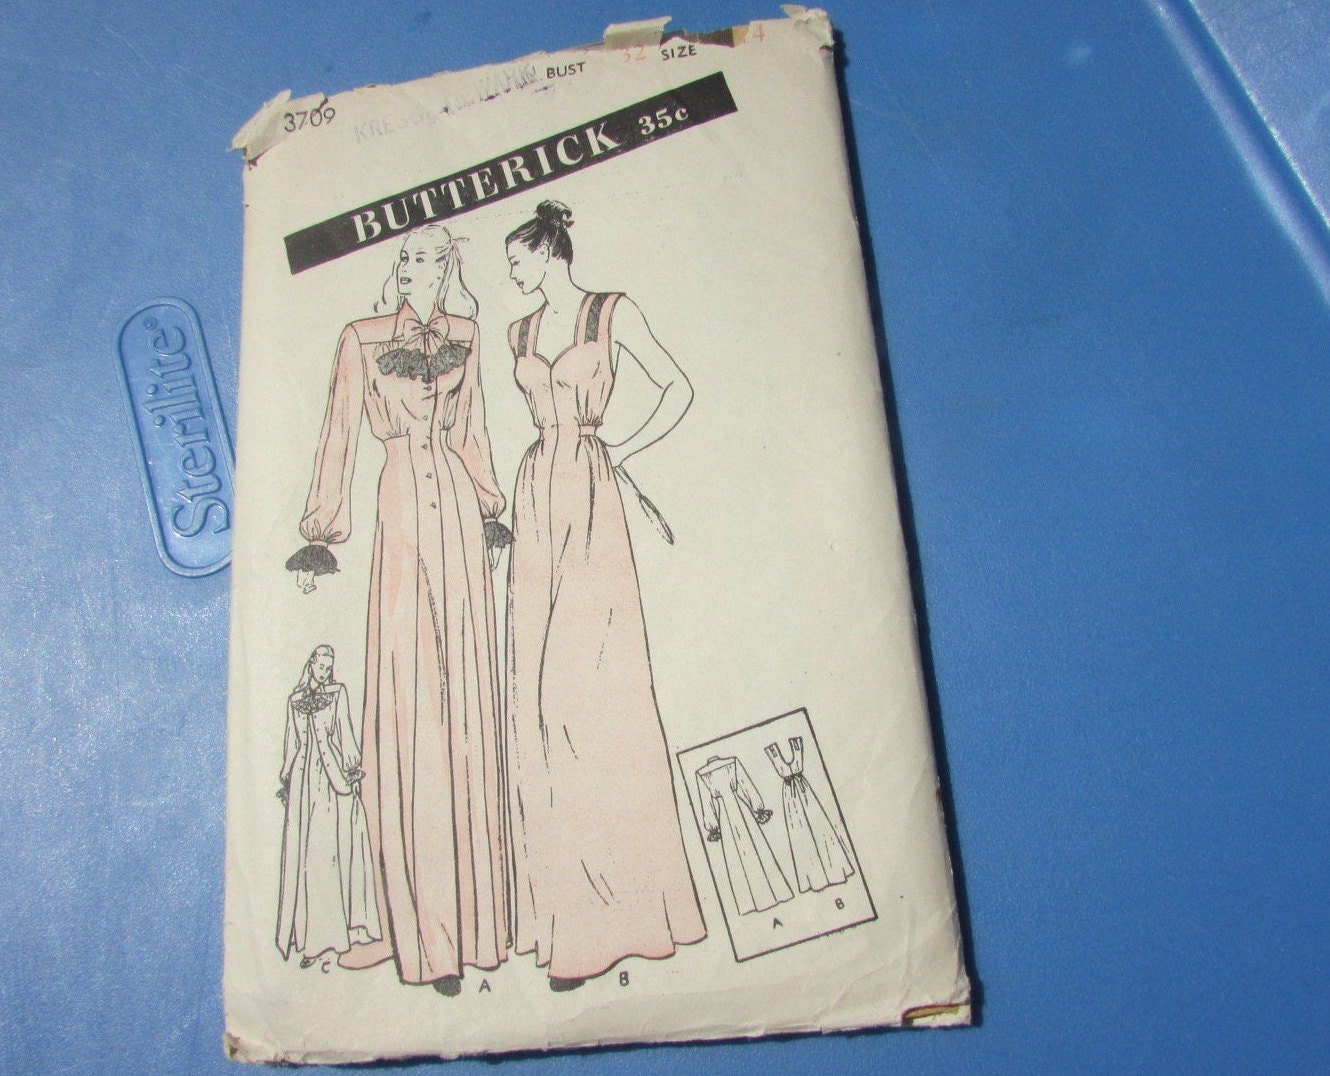 BUST 32 SIZE
3709
BUTTERICK 35c
Sterilite®
C
A
B
A
B